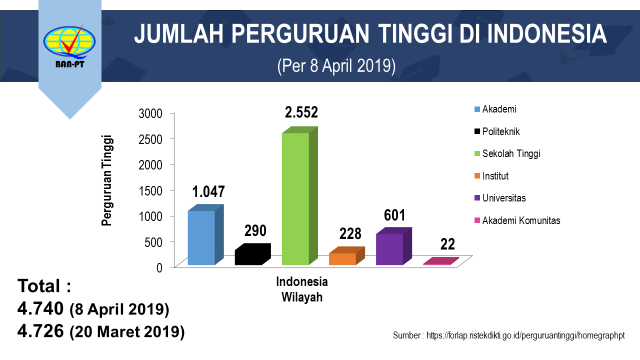 JUMLAH PERGURUAN TINGGI DI INDONESIA
(Per 8 April 2019)
BAN-PT
Perguruan Tinggi
3000
2500
2000
1500
1000
500
0
1.047
290
2.552
228
601
22
Indonesia
Wilayah
Akademi
Politeknik
Sekolah Tinggi
Institut
Universitas
Akademi Komunitas
Total :
4.740 (8 April 2019)
4.726 (20 Maret 2019)
Sumber : https://forlap.ristekdikti.go.id/perguruantinggi/homegraphpt